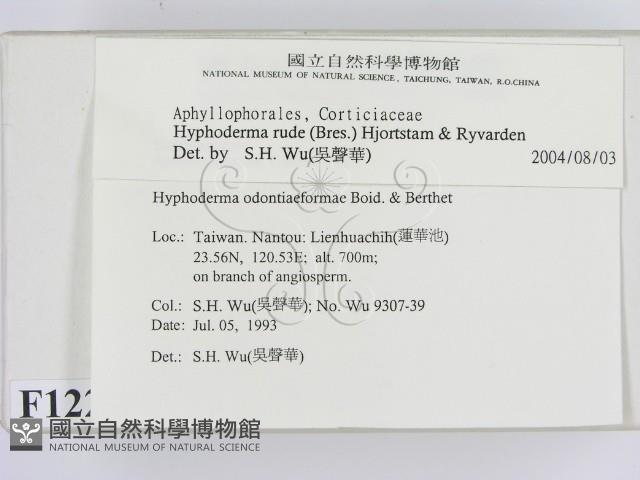 國立自然科學博物館
NATIONAL MUSEUM OF NATURAL SCIENCE, TAICHUNG, TAIWAN, R.O.CHINA
Aphyllophorales, Corticiaceae
Hyphoderma rude (Bres.) Hjortstam & Ryvarden
Det. by S.H. Wu(吳聲華)
2004/08/03
Hyphoderma odontiaeformae Boid. & Berthet
Loc.: Taiwan. Nantou: Lienhuachih(蓮華池)
23.56N, 120.53E; alt. 700m;
on branch of angiosperm.
Col.: S.H. Wu(吳聲華); No. Wu 9307-39
Date: Jul. 05, 1993
Det.: S.H. Wu(吳聲華)
國立自然科學博物館
NATIONAL MUSEUM OF NATURAL SCIENCE